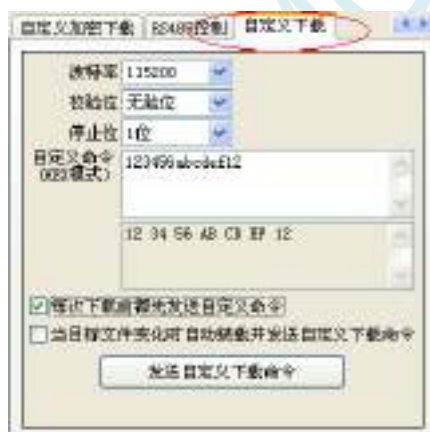 自定义加密下载 RS485控制 自定义下载
波特率 115200
校验位 无验位
停止位 1位
自定义命令 123456abcdef12
(HEX模式)
12 34 56 AB CD EF 12
每次下载前都先发送自定义命令
当目标文件变化时自动装载并发送自定义下载命令
发送自定义下载命令